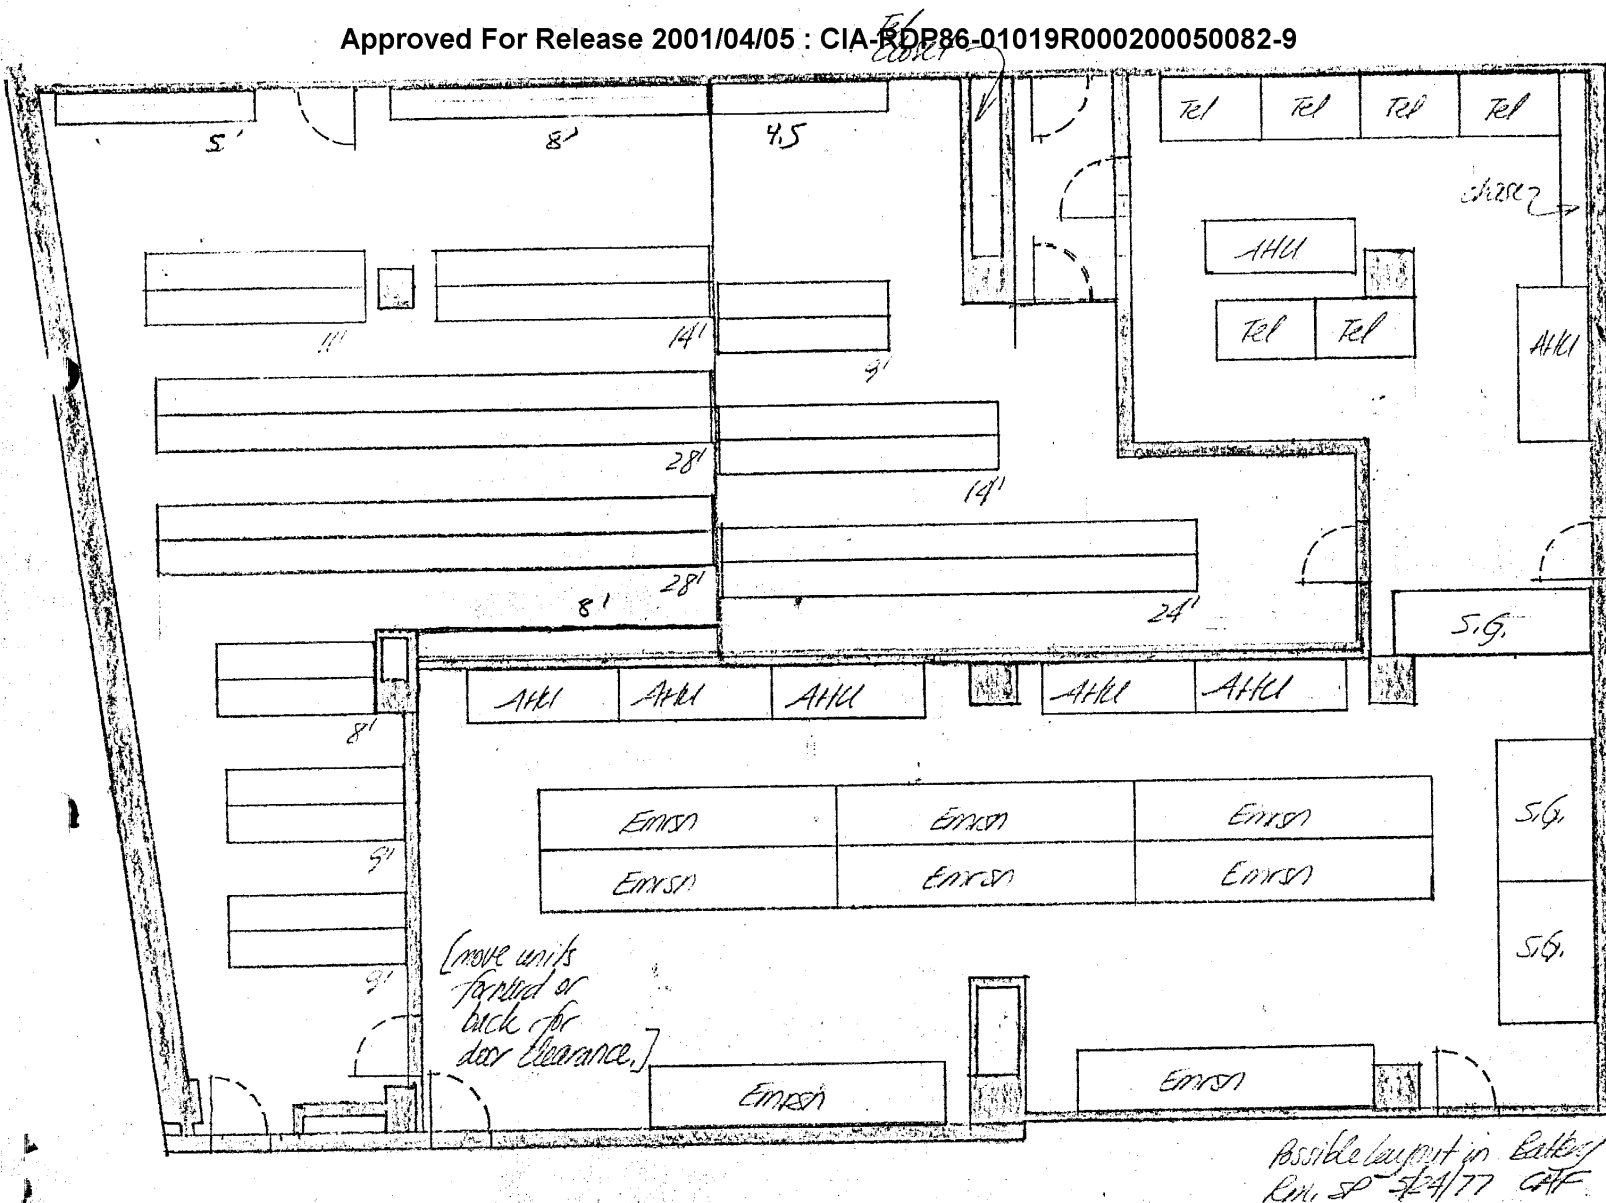 Approved For Release 2001/04/05 : CIA-RDP86-01019R000200050082-9
Tel
Closet
5'
8'
4.5
Tel
Tel
Tel
Tel
chase
AHU
Tel
Tel
AHU
11'
14'
9'
28'
14'
28'
24'
8'
S.G.
8'
AHU
AHU
AHU
AHU
AHU
Emrsn
Emrsn
Emrsn
Emrsn
Emrsn
Emrsn
S.G.
S.G.
9'
9'
[move units
forward or
back for
door clearance.]
Emrsn
Emrsn
Possible layout in Battery
Rm. SP 5/24/77